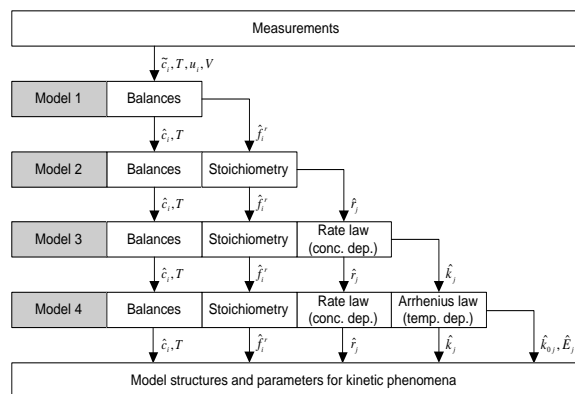 Measurements
c̃ᵢ, T, uᵢ, V
Model 1 Balances
ĉᵢ, T f̂ᵢʳ
Model 2 Balances Stoichiometry
ĉᵢ, T f̂ᵢʳ r̂ⱼ
Model 3 Balances Stoichiometry Rate law
(conc. dep.)
ĉᵢ, T f̂ᵢʳ r̂ⱼ k̂ⱼ
Model 4 Balances Stoichiometry Rate law Arrhenius law
(conc. dep.) (temp. dep.)
ĉᵢ, T f̂ᵢʳ r̂ⱼ k̂ⱼ k̂₀ⱼ, Êⱼ
Model structures and parameters for kinetic phenomena